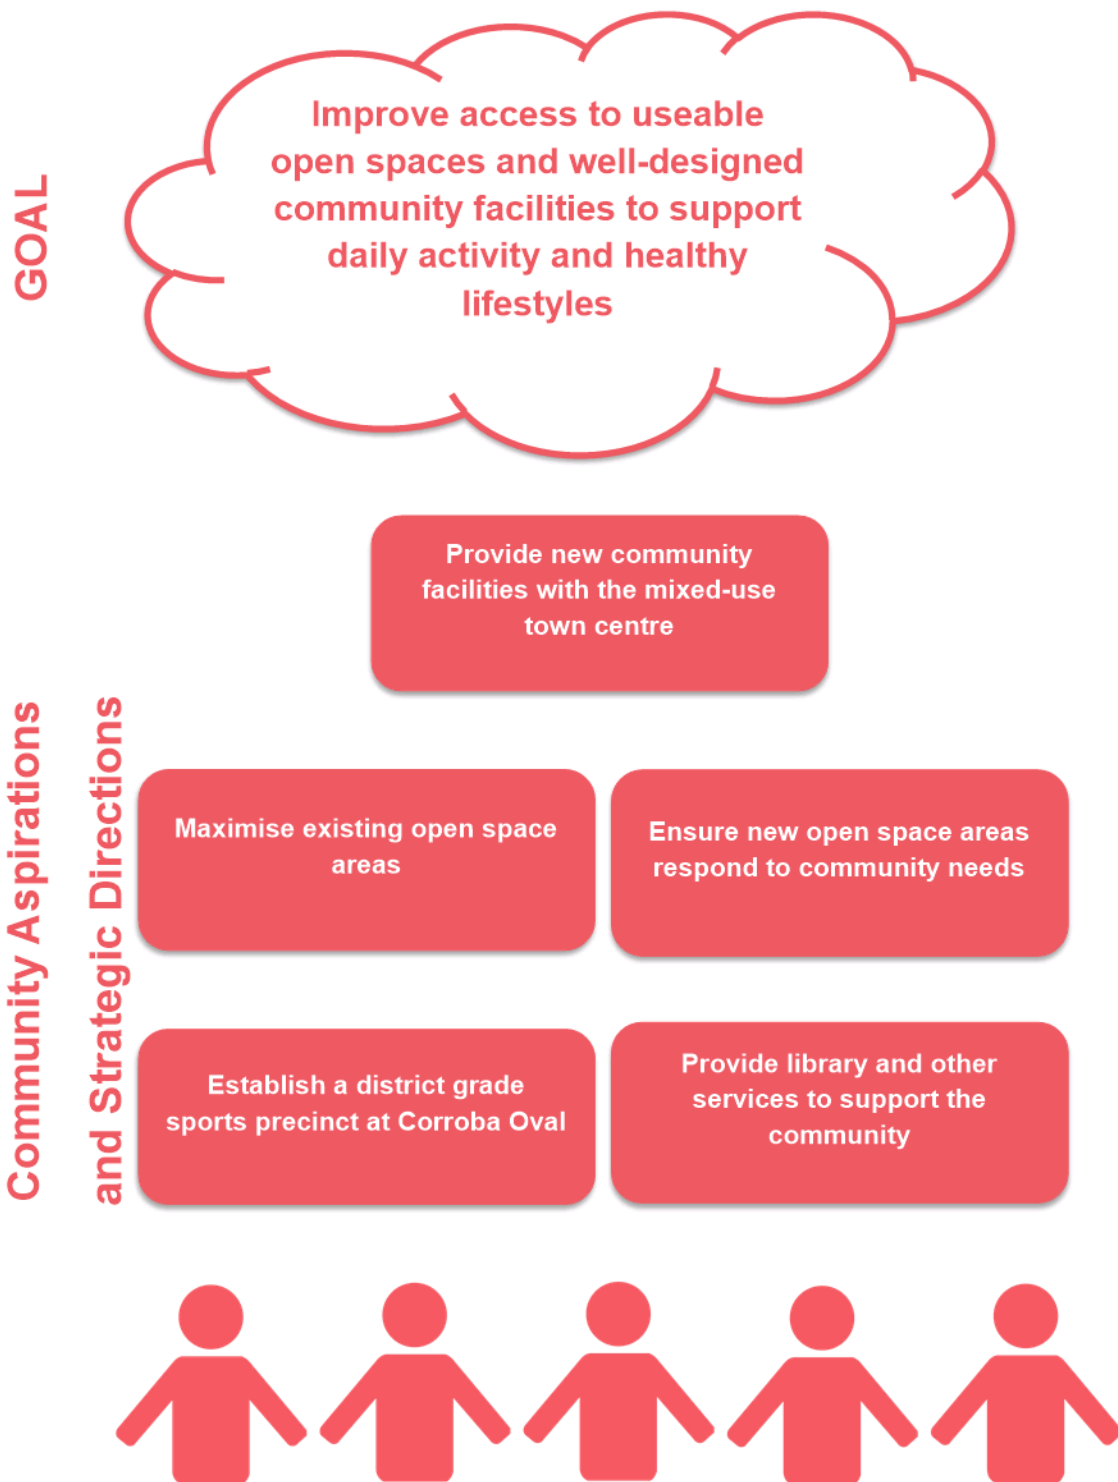 GOAL
Improve access to useable
open spaces and well-designed
community facilities to support
daily activity and healthy
lifestyles
Community Aspirations
and Strategic Directions
Provide new community
facilities with the mixed-use
town centre
Maximise existing open space
areas
Ensure new open space areas
respond to community needs
Establish a district grade
sports precinct at Corroba Oval
Provide library and other
services to support the
community